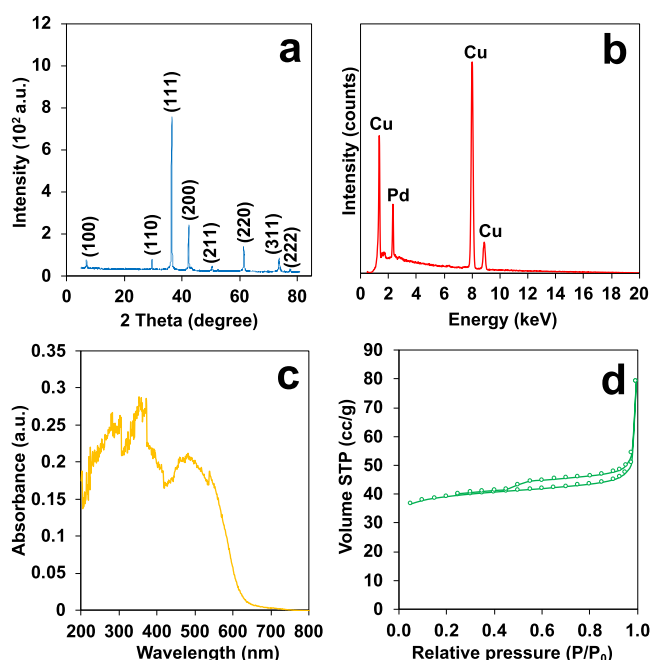 a
Intensity (10² a.u.)
12
10
8
6
4
2
0
(100)
(110)
(111)
(200)
(211)
(220)
(311)
(222)
0 20 40 60 80
2 Theta (degree)
b
Intensity (counts)
Cu
Pd
Cu
Cu
0 2 4 6 8 10 12 14 16 18 20
Energy (keV)
c
Absorbance (a.u.)
0.35
0.3
0.25
0.2
0.15
0.1
0.05
0
200 300 400 500 600 700 800
Wavelength (nm)
d
Volume STP (cc/g)
90
80
70
60
50
40
30
20
10
0
0.0 0.2 0.4 0.6 0.8 1.0
Relative pressure (P/P₀)